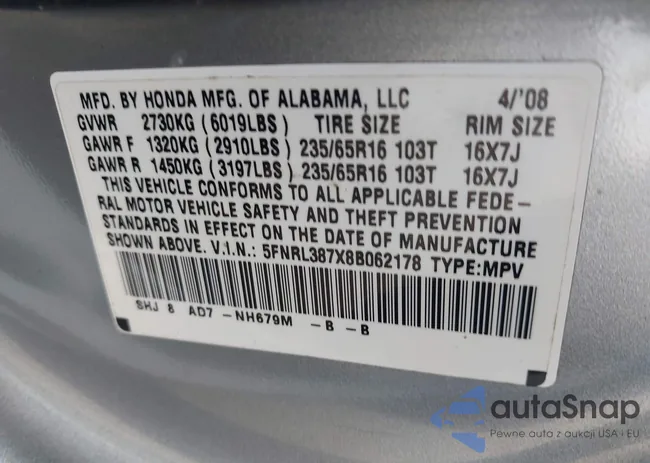 MFD. BY HONDA MFG. OF ALABAMA, LLC 4/'08
GVWR 2730KG (6019LBS) TIRE SIZE RIM SIZE
GAWR F 1320KG (2910LBS) 235/65R16 103T 16X7J
GAWR R 1450KG (3197LBS) 235/65R16 103T 16X7J
THIS VEHICLE CONFORMS TO ALL APPLICABLE FEDE-
RAL MOTOR VEHICLE SAFETY AND THEFT PREVENTION
STANDARDS IN EFFECT ON THE DATE OF MANUFACTURE
SHOWN ABOVE. V.I.N.: 5FNRL387X8B062178 TYPE:MPV
SHJ 8 AD7 -NH679M -B -B
autaSnap
Pewne auta z aukcji USA i EU